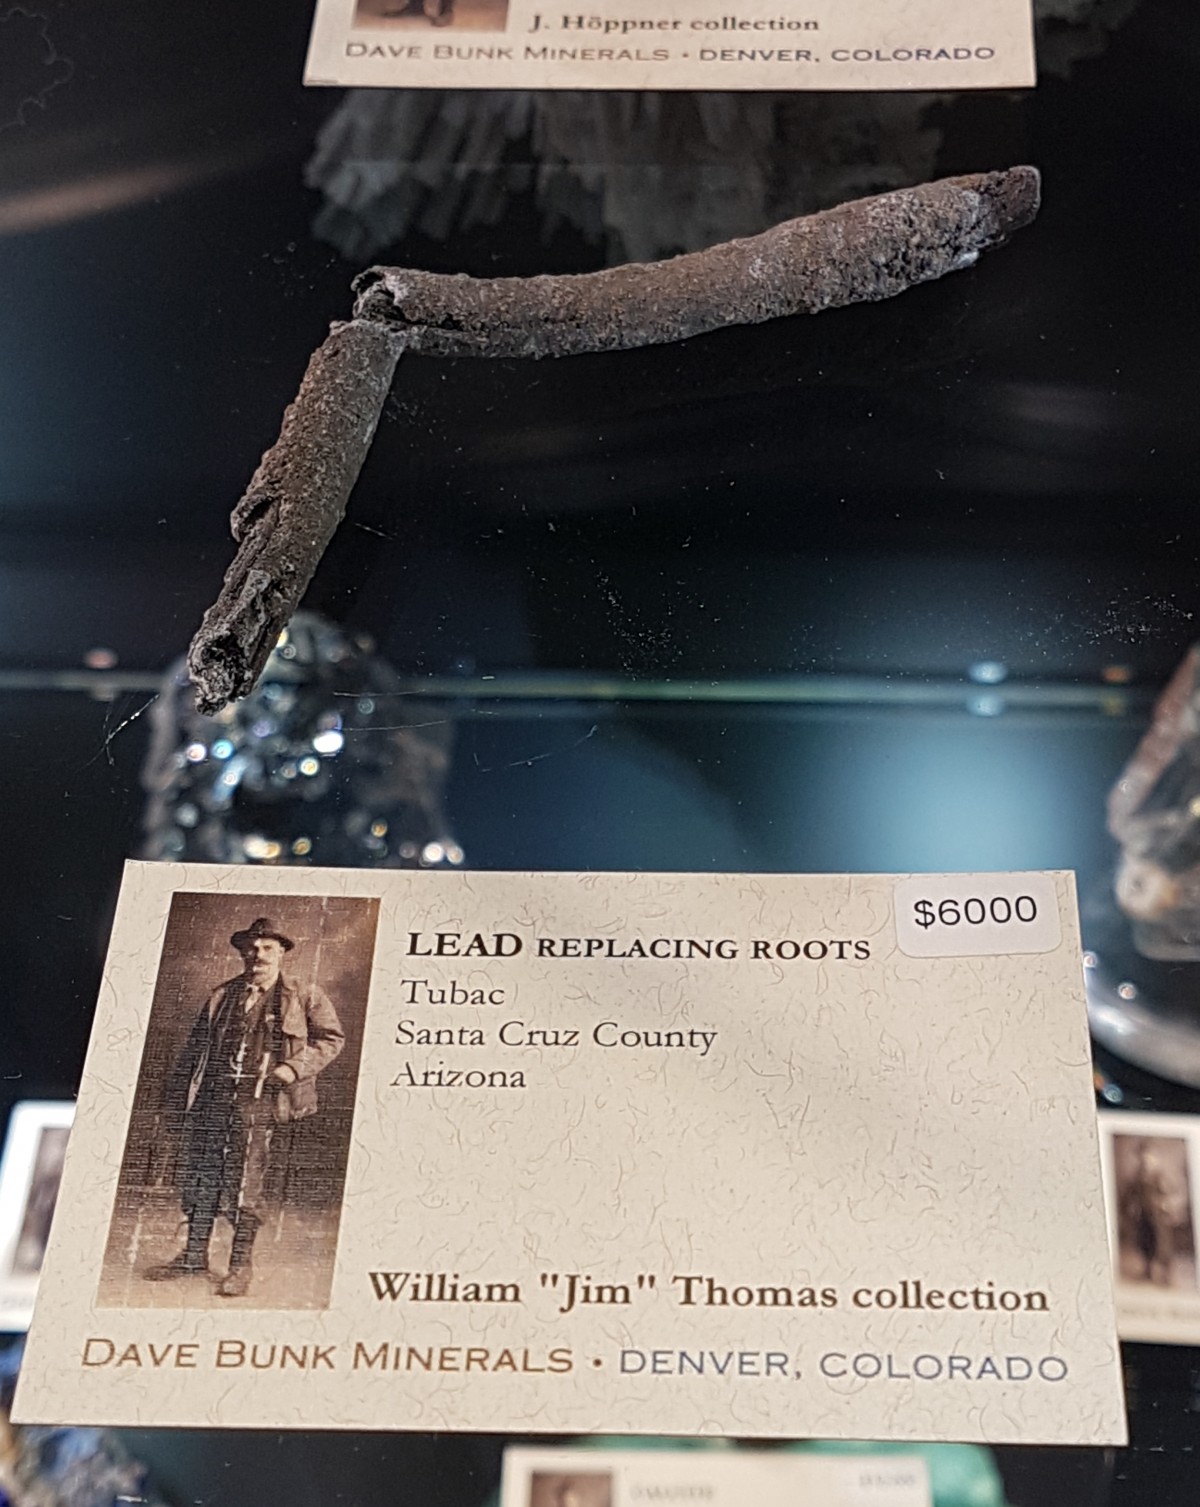 J. Höppner collection
DAVE BUNK MINERALS • DENVER, COLORADO
$6000
LEAD REPLACING ROOTS
Tubac
Santa Cruz County
Arizona
William "Jim" Thomas collection
DAVE BUNK MINERALS • DENVER, COLORADO